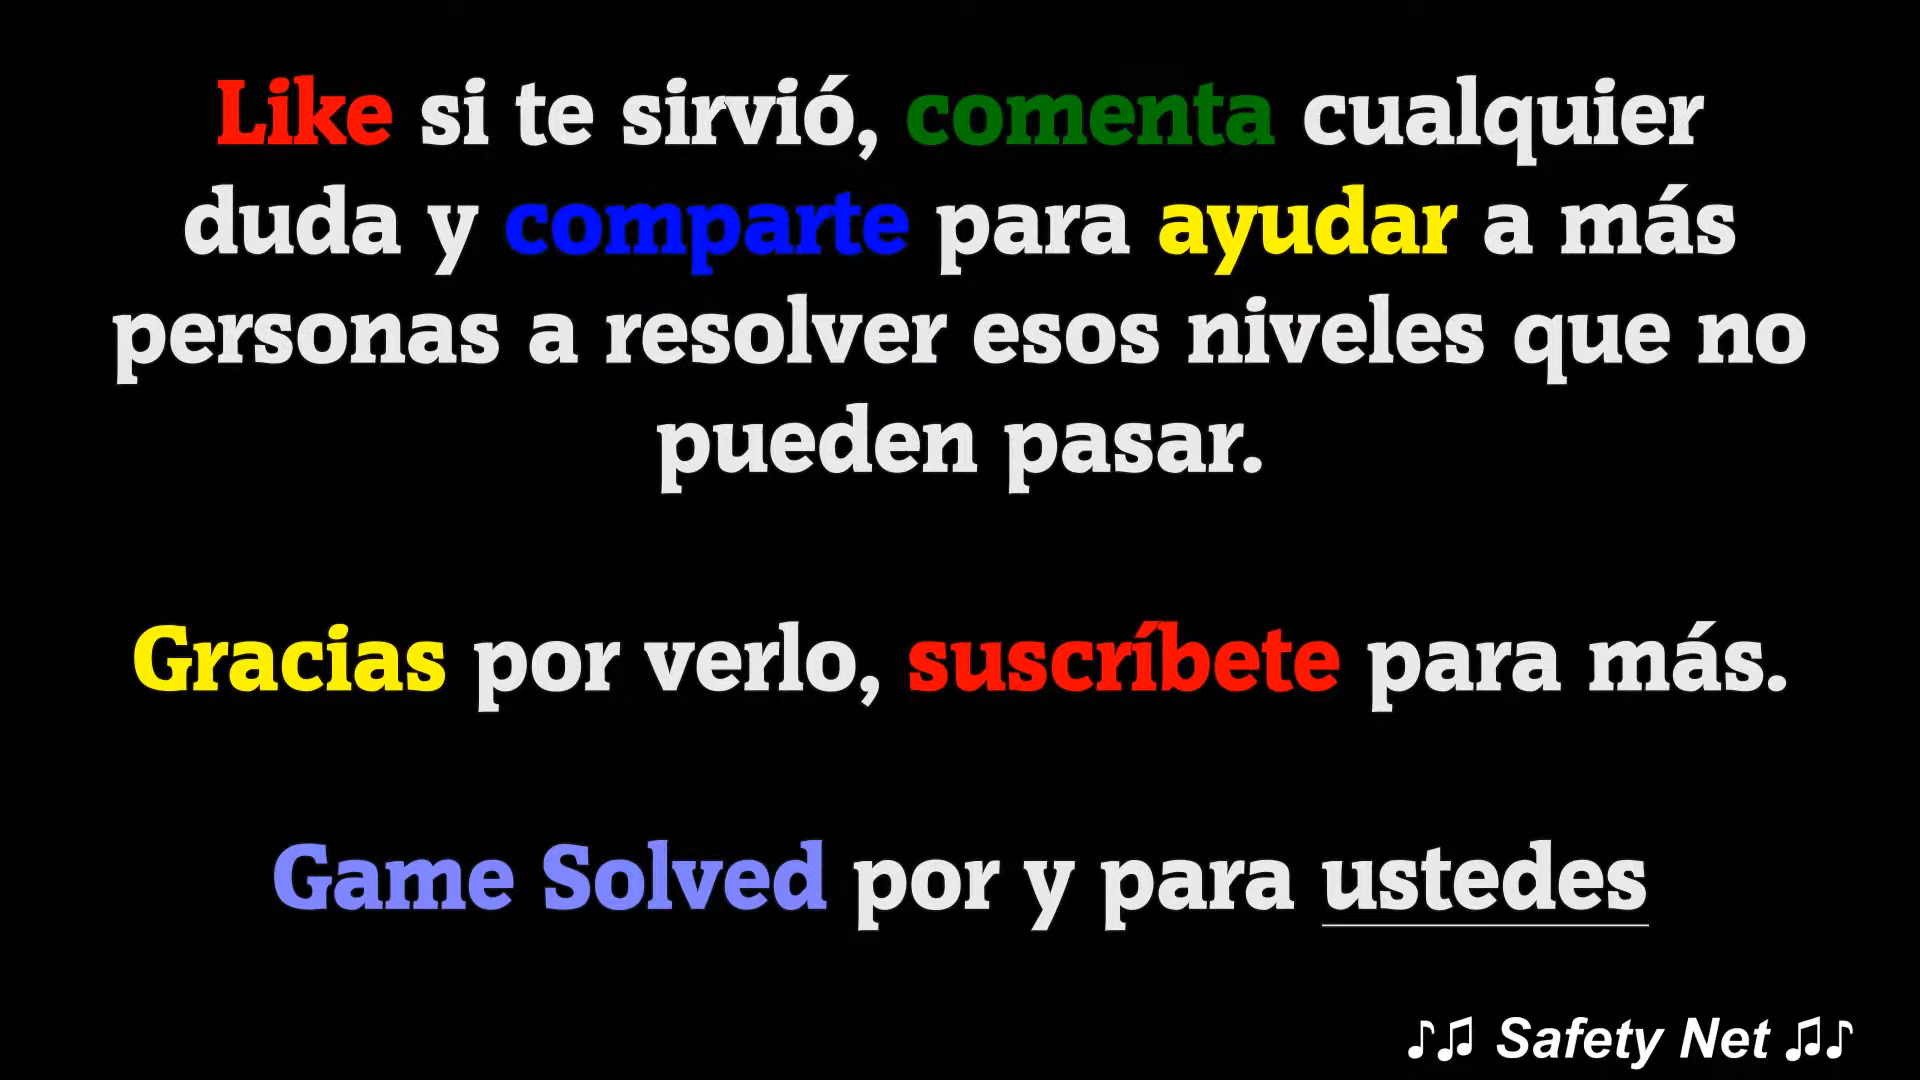 Like si te sirvió, comenta cualquier
duda y comparte para ayudar a más
personas a resolver esos niveles que no
pueden pasar.
Gracias por verlo, suscríbete para más.
Game Solved por y para ustedes
♪♫ Safety Net ♫♪